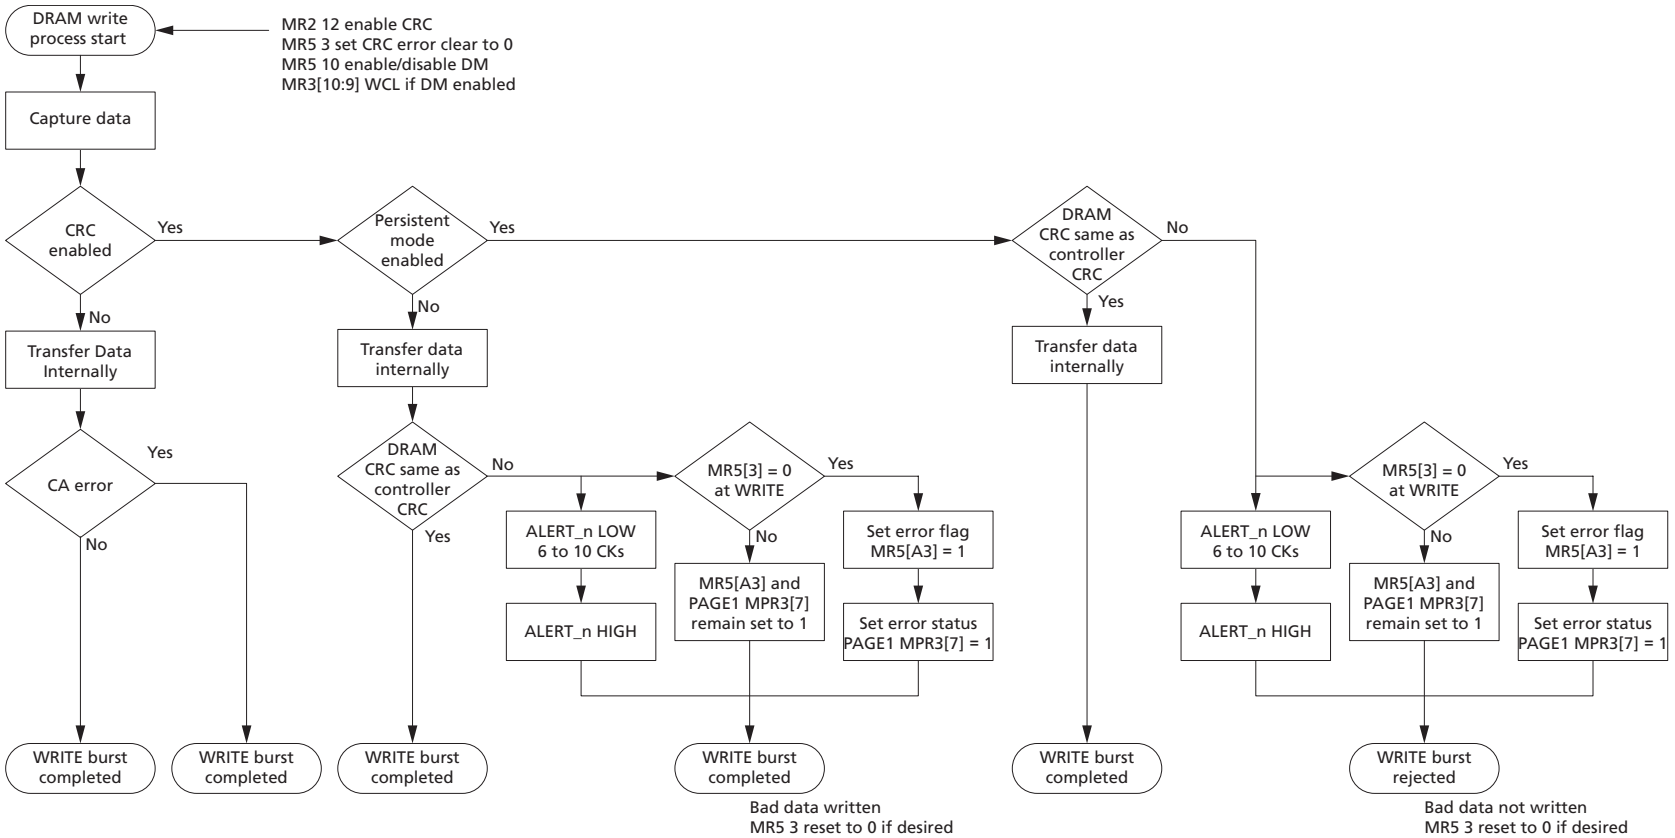 DRAM write
process start
MR2 12 enable CRC
MR5 3 set CRC error clear to 0
MR5 10 enable/disable DM
MR3[10:9] WCL if DM enabled
Capture data
CRC
enabled
Yes
Persistent
mode
enabled
Yes
DRAM
CRC same as
controller
CRC
No
No
No
Yes
Transfer Data
Internally
Transfer data
internally
Transfer data
internally
CA error
Yes
No
DRAM
CRC same as
controller
CRC
No
Yes
MR5[3] = 0
at WRITE
Yes
No
ALERT_n LOW
6 to 10 CKs
ALERT_n HIGH
MR5[A3] and
PAGE1 MPR3[7]
remain set to 1
Set error flag
MR5[A3] = 1
Set error status
PAGE1 MPR3[7] = 1
MR5[3] = 0
at WRITE
Yes
No
ALERT_n LOW
6 to 10 CKs
ALERT_n HIGH
MR5[A3] and
PAGE1 MPR3[7]
remain set to 1
Set error flag
MR5[A3] = 1
Set error status
PAGE1 MPR3[7] = 1
WRITE burst
completed
WRITE burst
completed
WRITE burst
completed
WRITE burst
completed
Bad data written
MR5 3 reset to 0 if desired
WRITE burst
completed
WRITE burst
rejected
Bad data not written
MR5 3 reset to 0 if desired